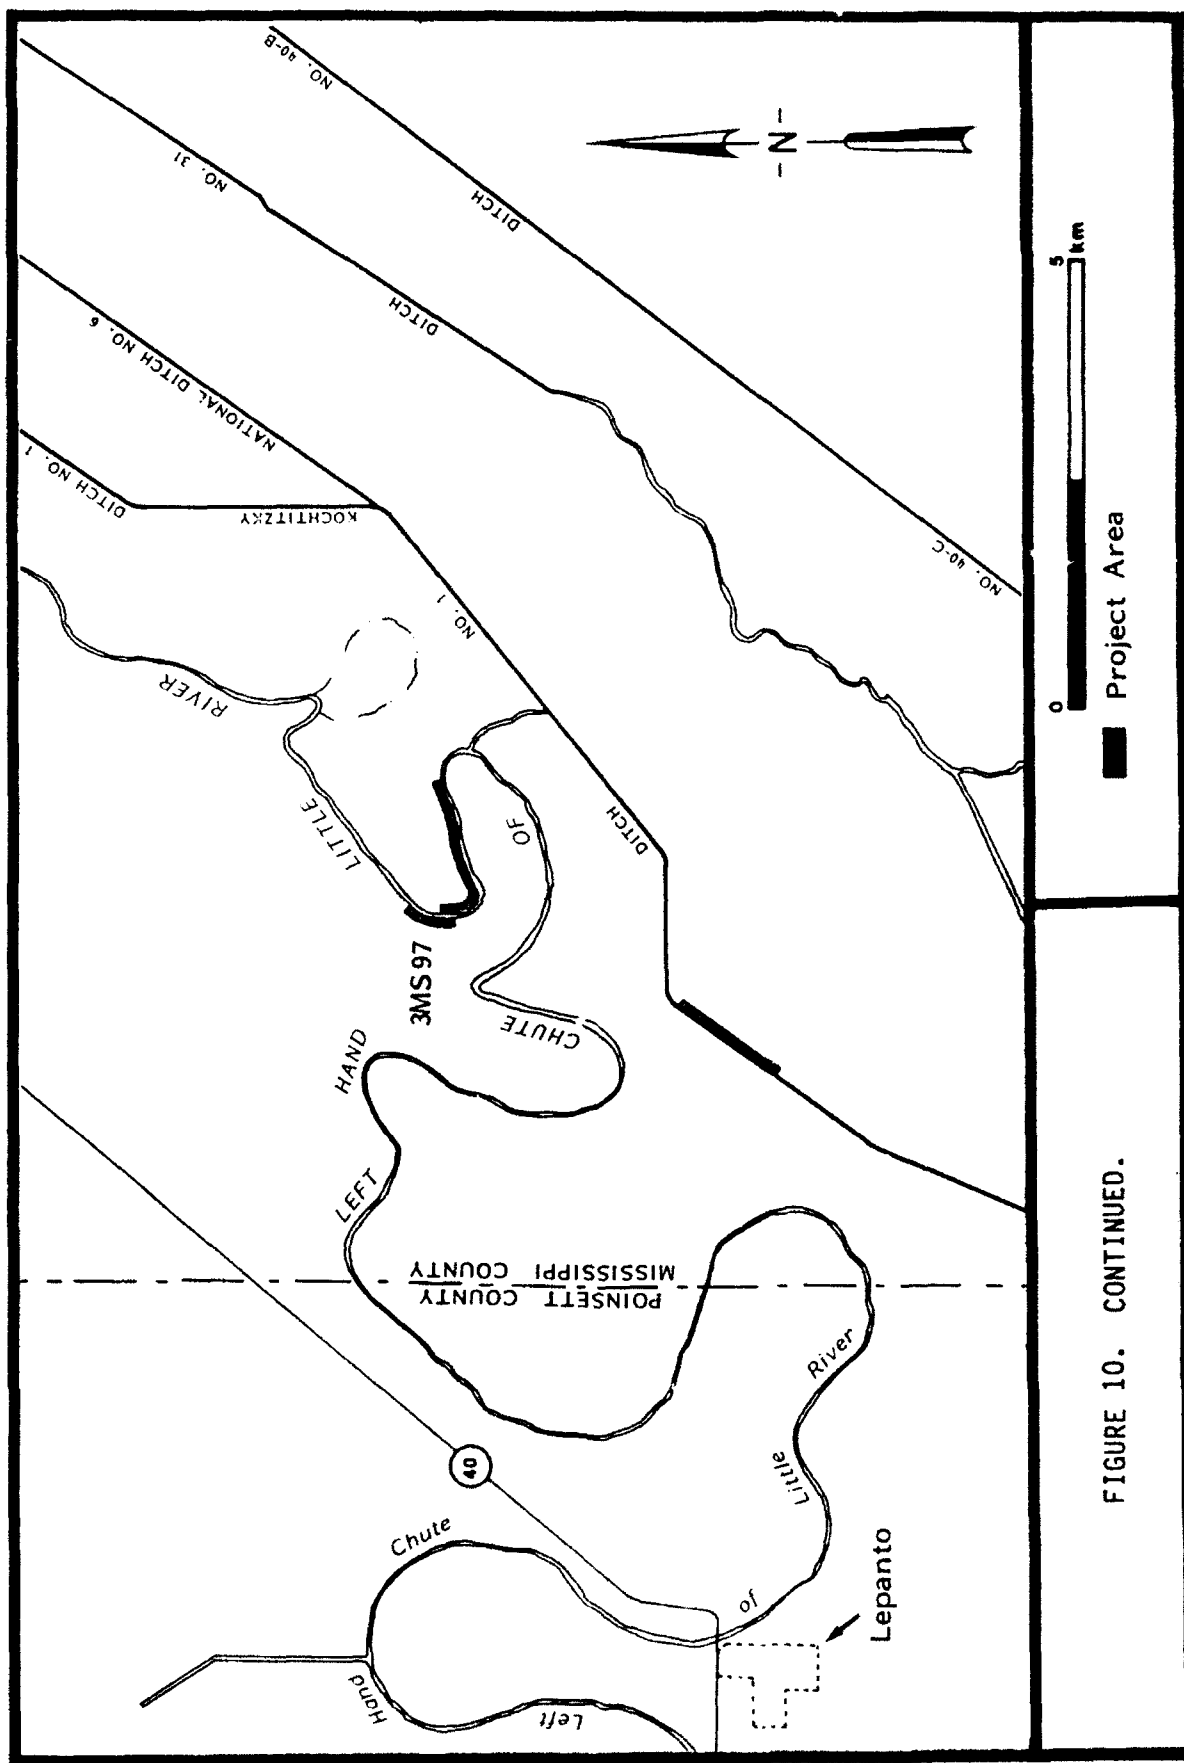 NO. 40-B
DITCH
NO. 40-C
NO. 31
DITCH
NATIONAL DITCH NO. 6
DITCH NO. 1
KOCHTITZKY
NO. 1
DITCH
RIVER
LITTLE
OF
CHUTE
HAND
LEFT
3MS97
POINSETT COUNTY
MISSISSIPPI COUNTY
40
River
Little
of
Chute
Hand
Left
Lepanto
-N-
0
5
km
Project Area
FIGURE 10. CONTINUED.